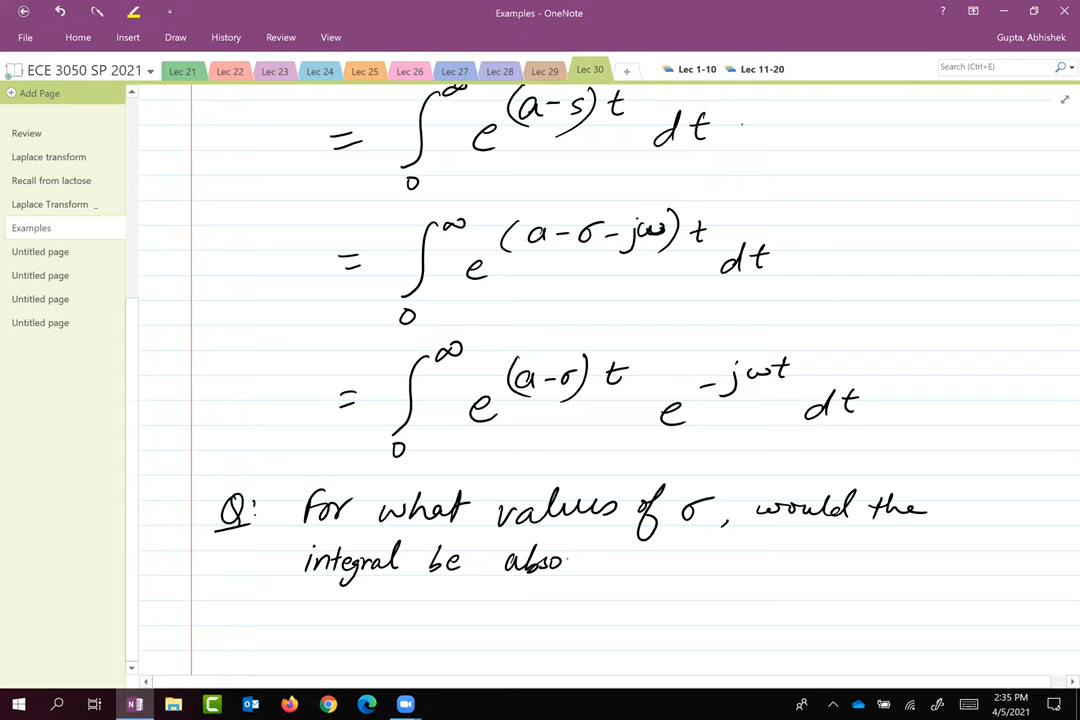 Examples - OneNote
File Home Insert Draw History Review View Gupta, Abhishek
ECE 3050 SP 2021 Lec 21 Lec 22 Lec 23 Lec 24 Lec 25 Lec 26 Lec 27 Lec 28 Lec 29 Lec 30 + Lec 1-10 Lec 11-20 Search (Ctrl+E)
Add Page
Review
Laplace transform
Recall from lactose
Laplace Transform _
Examples
Untitled page
Untitled page
Untitled page
Untitled page
= ∫₀^∞ e^(a-s)t dt
= ∫₀^∞ e^(a-σ-jω)t dt
= ∫₀^∞ e^(a-σ)t e^-jωt dt
Q: For what values of σ, would the
integral be abso
2:35 PM
4/5/2021